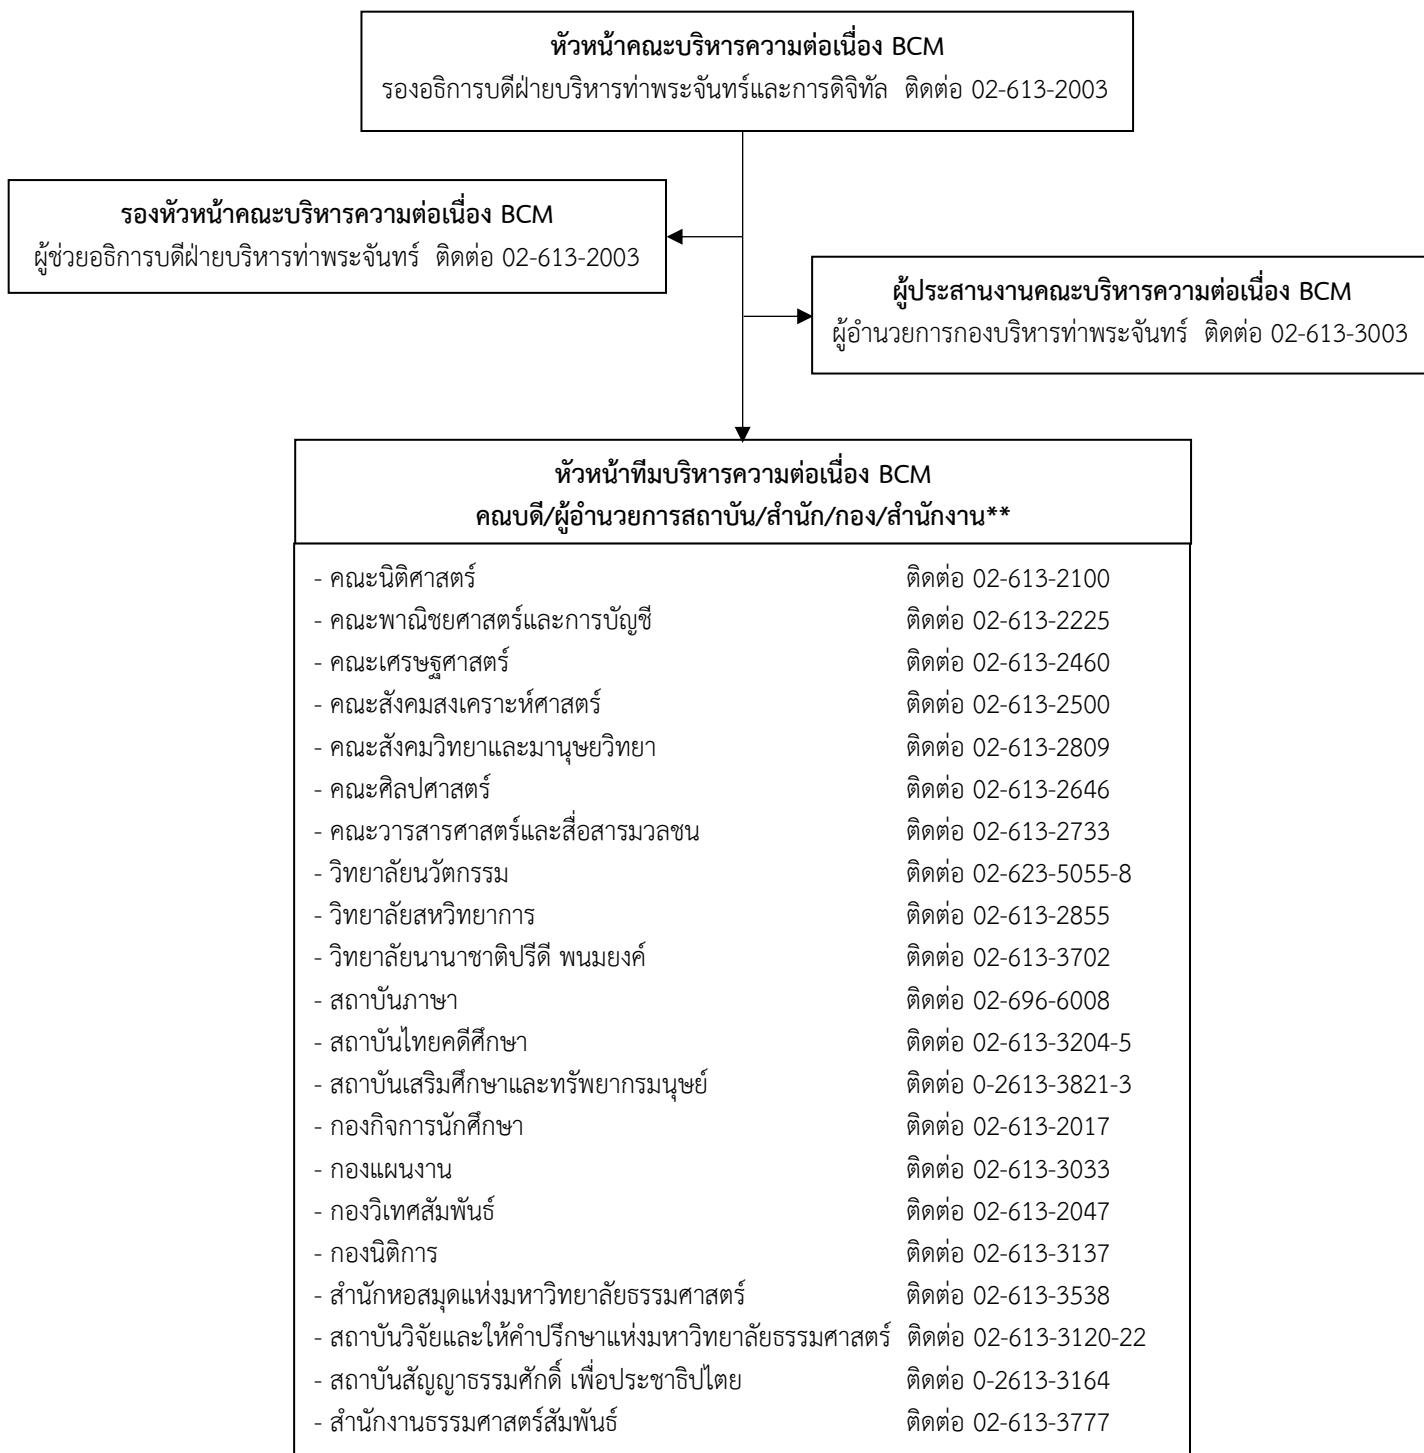 หัวหน้าคณะบริหารความต่อเนื่อง BCM
รองอธิการบดีฝ่ายบริหารท่าพระจันทร์และการดิจิทัล ติดต่อ 02-613-2003
รองหัวหน้าคณะบริหารความต่อเนื่อง BCM
ผู้ช่วยอธิการบดีฝ่ายบริหารท่าพระจันทร์ ติดต่อ 02-613-2003
ผู้ประสานงานคณะบริหารความต่อเนื่อง BCM
ผู้อำนวยการกองบริหารท่าพระจันทร์ ติดต่อ 02-613-3003
หัวหน้าทีมบริหารความต่อเนื่อง BCM
คณบดี/ผู้อำนวยการสถาบัน/สำนัก/กอง/สำนักงาน**
- คณะนิติศาสตร์ ติดต่อ 02-613-2100
- คณะพาณิชยศาสตร์และการบัญชี ติดต่อ 02-613-2225
- คณะเศรษฐศาสตร์ ติดต่อ 02-613-2460
- คณะสังคมสงเคราะห์ศาสตร์ ติดต่อ 02-613-2500
- คณะสังคมวิทยาและมานุษยวิทยา ติดต่อ 02-613-2809
- คณะศิลปศาสตร์ ติดต่อ 02-613-2646
- คณะวารสารศาสตร์และสื่อสารมวลชน ติดต่อ 02-613-2733
- วิทยาลัยนวัตกรรม ติดต่อ 02-623-5055-8
- วิทยาลัยสหวิทยาการ ติดต่อ 02-613-2855
- วิทยาลัยนานาชาติปรีดี พนมยงค์ ติดต่อ 02-613-3702
- สถาบันภาษา ติดต่อ 02-696-6008
- สถาบันไทยคดีศึกษา ติดต่อ 02-613-3204-5
- สถาบันเสริมศึกษาและทรัพยากรมนุษย์ ติดต่อ 0-2613-3821-3
- กองกิจการนักศึกษา ติดต่อ 02-613-2017
- กองแผนงาน ติดต่อ 02-613-3033
- กองวิเทศสัมพันธ์ ติดต่อ 02-613-2047
- กองนิติการ ติดต่อ 02-613-3137
- สำนักหอสมุดแห่งมหาวิทยาลัยธรรมศาสตร์ ติดต่อ 02-613-3538
- สถาบันวิจัยและให้คำปรึกษาแห่งมหาวิทยาลัยธรรมศาสตร์ ติดต่อ 02-613-3120-22
- สถาบันสัญญาธรรมศักดิ์ เพื่อประชาธิปไตย ติดต่อ 0-2613-3164
- สำนักงานธรรมศาสตร์สัมพันธ์ ติดต่อ 02-613-3777